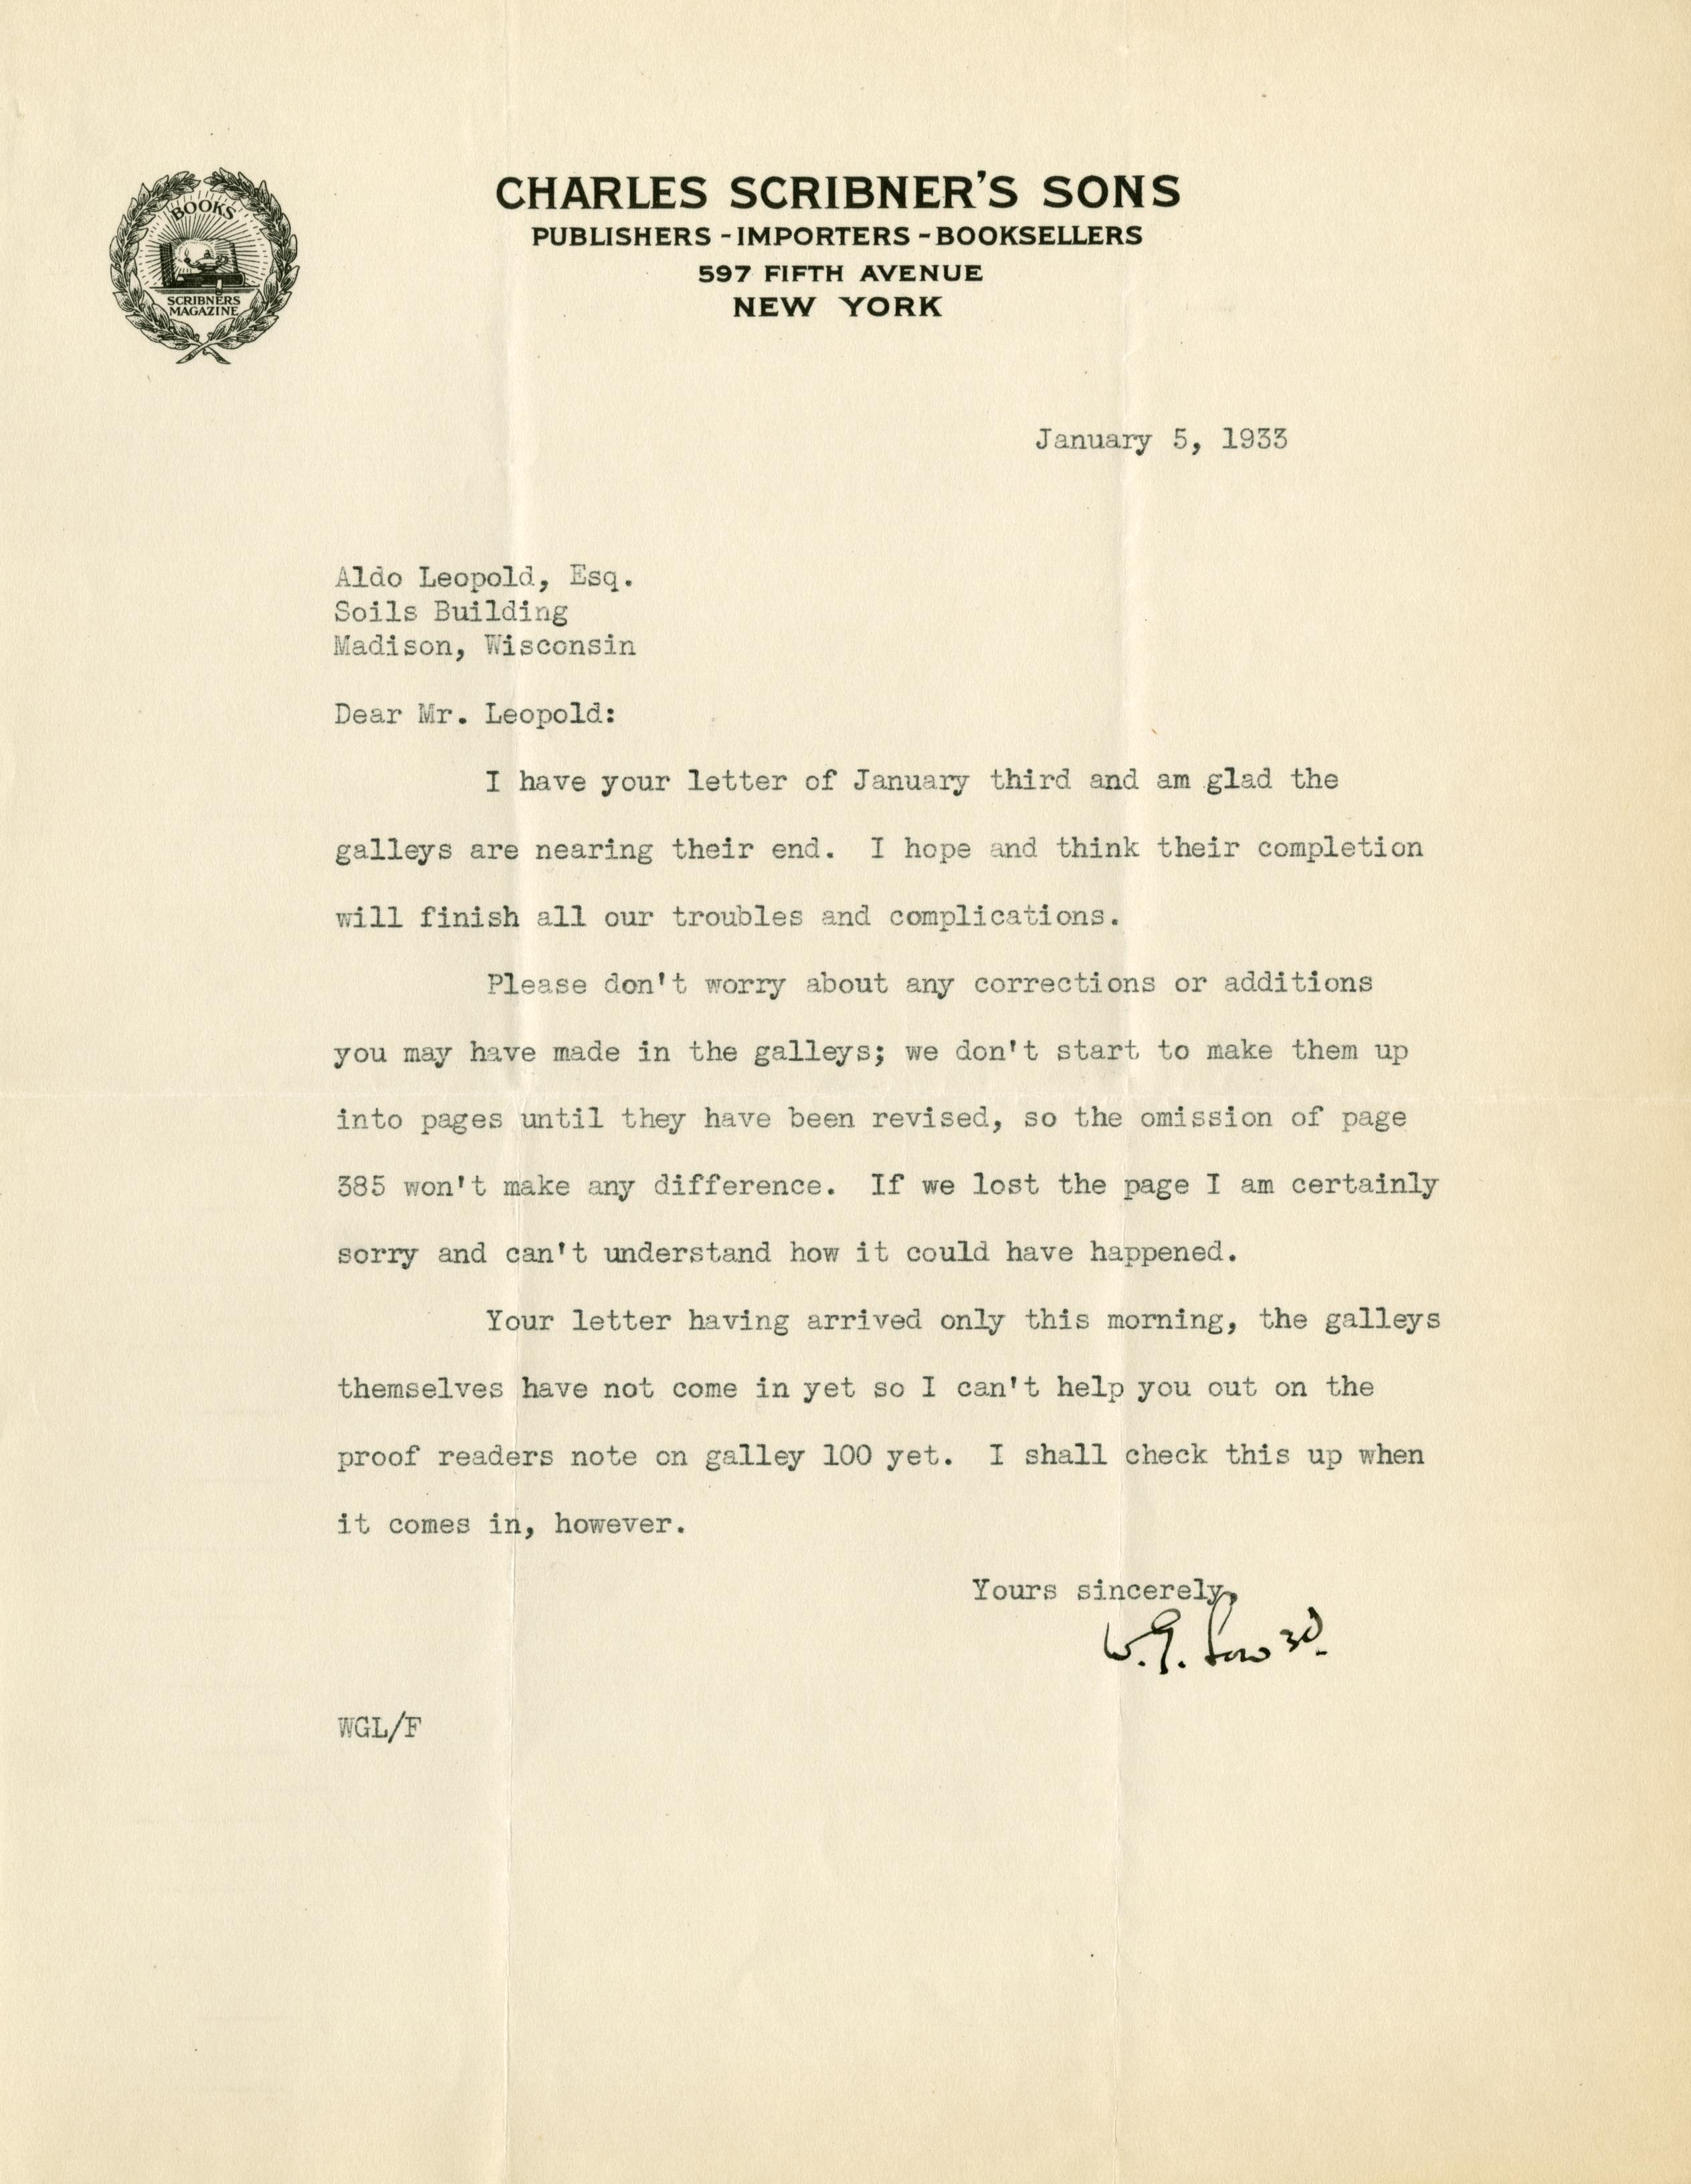 BOOKS
SCRIBNERS
MAGAZINE
CHARLES SCRIBNER'S SONS
PUBLISHERS - IMPORTERS - BOOKSELLERS
597 FIFTH AVENUE
NEW YORK
January 5, 1933
Aldo Leopold, Esq.
Soils Building
Madison, Wisconsin
Dear Mr. Leopold:
I have your letter of January third and am glad the
galleys are nearing their end. I hope and think their completion
will finish all our troubles and complications.
Please don't worry about any corrections or additions
you may have made in the galleys; we don't start to make them up
into pages until they have been revised, so the omission of page
385 won't make any difference. If we lost the page I am certainly
sorry and can't understand how it could have happened.
Your letter having arrived only this morning, the galleys
themselves have not come in yet so I can't help you out on the
proof readers note on galley 100 yet. I shall check this up when
it comes in, however.
Yours sincerely,
W.G. 3d.
WGL/F